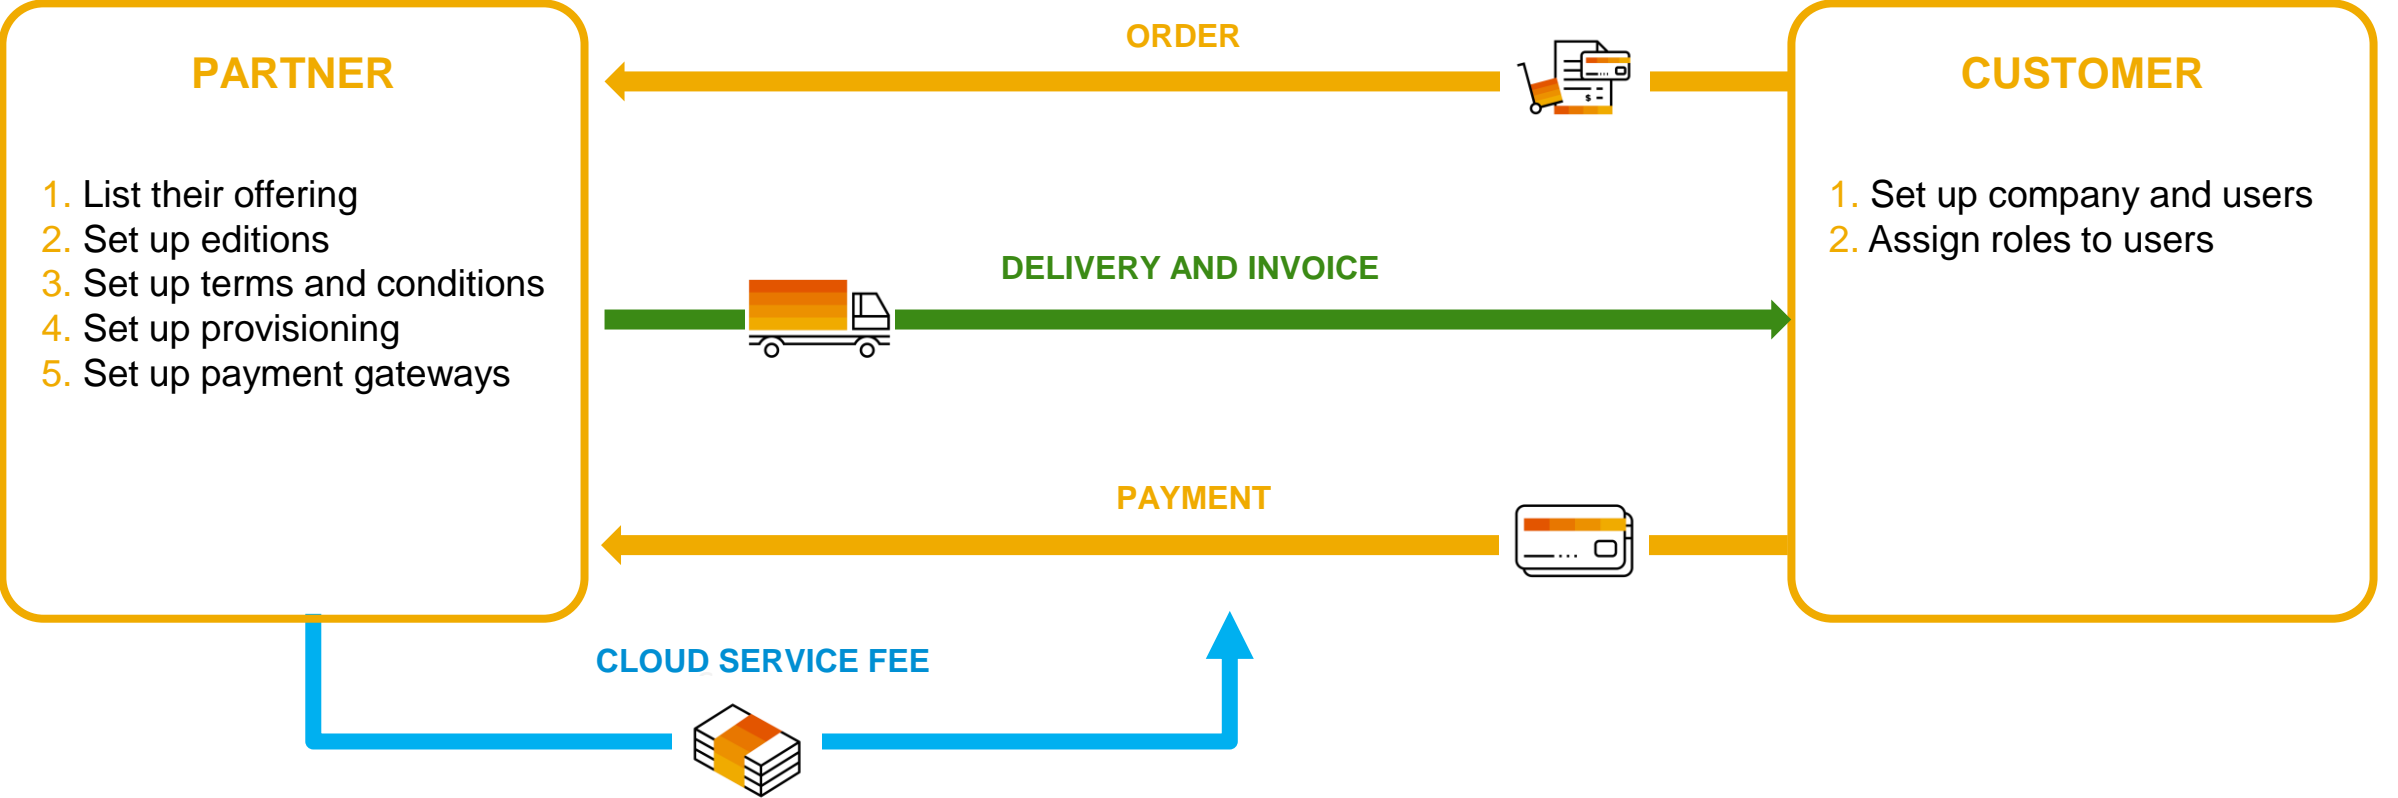 PARTNER
1. List their offering
2. Set up editions
3. Set up terms and conditions
4. Set up provisioning
5. Set up payment gateways
ORDER
$
DELIVERY AND INVOICE
PAYMENT
CLOUD SERVICE FEE
CUSTOMER
1. Set up company and users
2. Assign roles to users